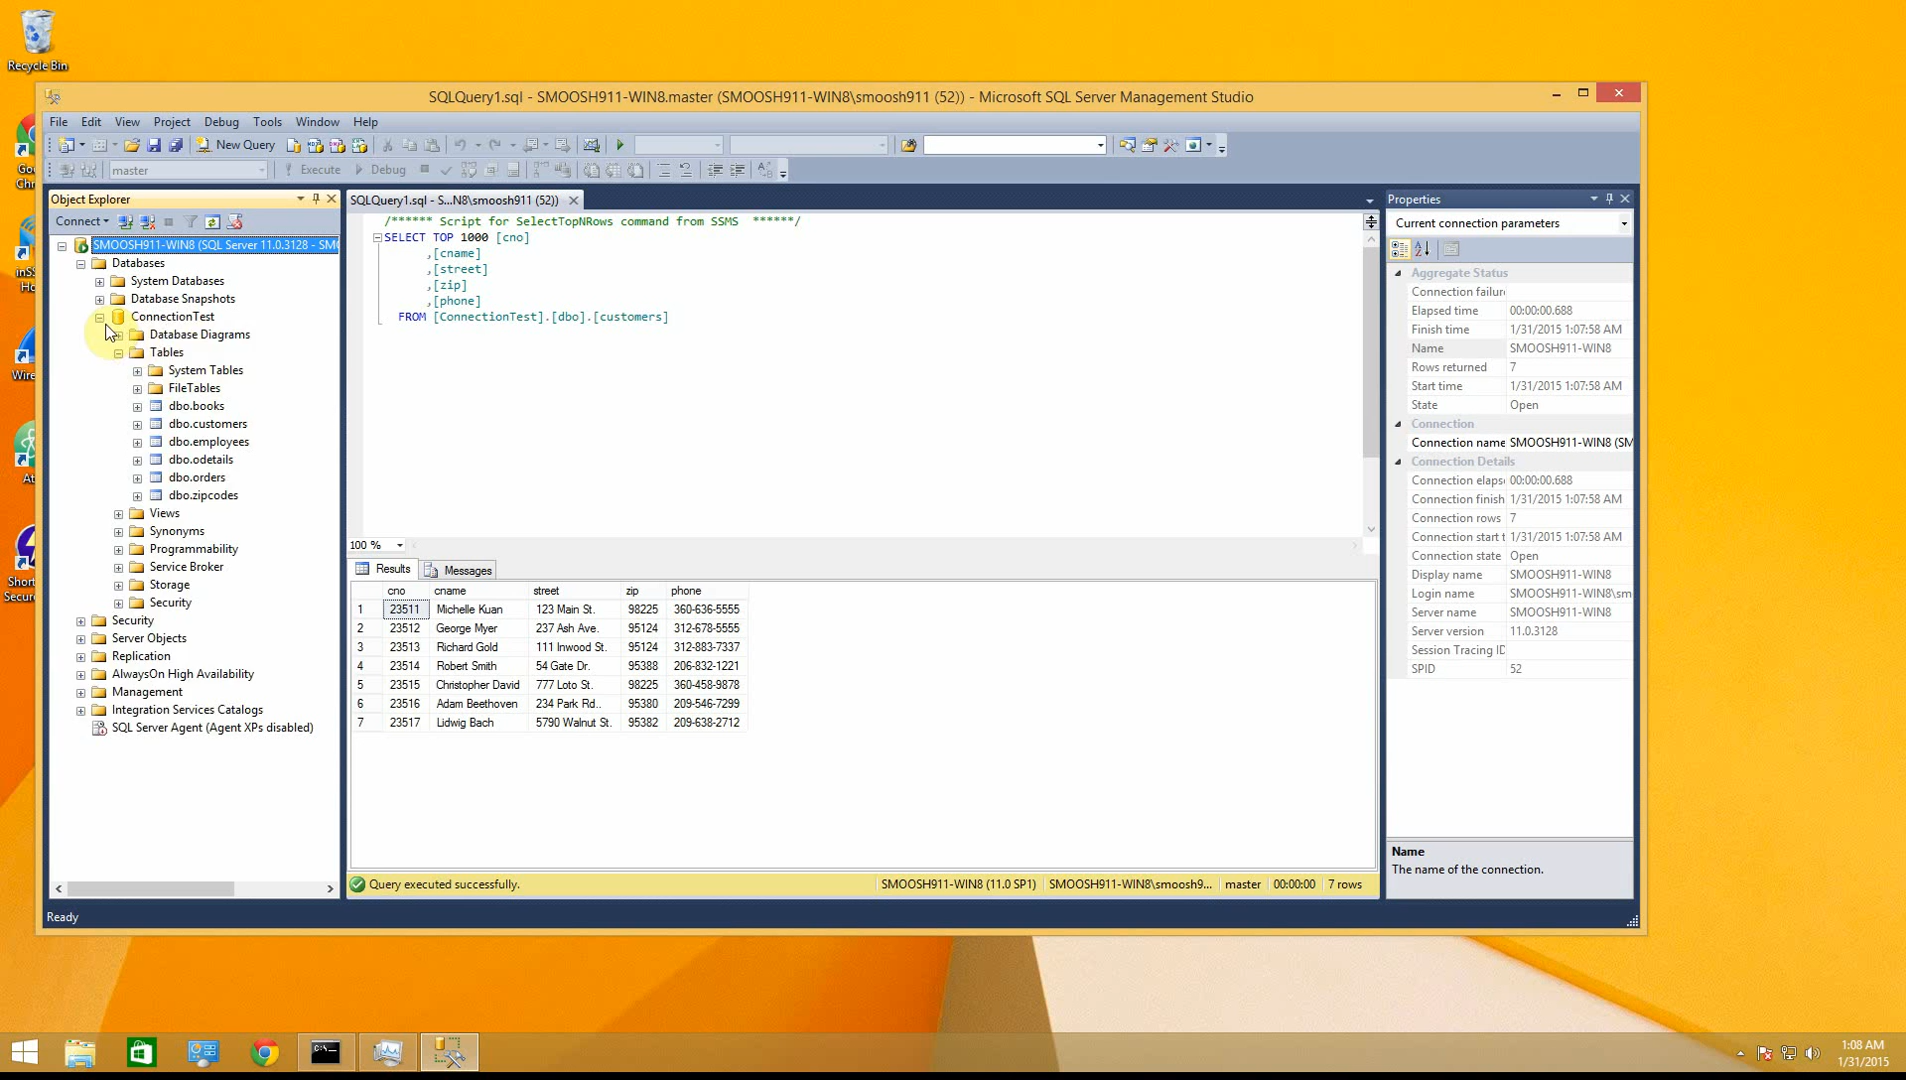 Recycle Bin
SQLQuery1.sql - SMOOSH911-WIN8.master (SMOOSH911-WIN8\smoosh911 (52)) - Microsoft SQL Server Management Studio
File Edit View Project Debug Tools Window Help
New Query
master Execute Debug
Object Explorer
Connect
SMOOSH911-WIN8 (SQL Server 11.0.3128 - SMO
Databases
System Databases
Database Snapshots
ConnectionTest
Database Diagrams
Tables
System Tables
FileTables
dbo.books
dbo.customers
dbo.employees
dbo.odetails
dbo.orders
dbo.zipcodes
Views
Synonyms
Programmability
Service Broker
Storage
Security
Security
Server Objects
Replication
AlwaysOn High Availability
Management
Integration Services Catalogs
SQL Server Agent (Agent XPs disabled)
SQLQuery1.sql - S...N8\smoosh911 (52))
/****** Script for SelectTopNRows command from SSMS ******/
SELECT TOP 1000 [cno]
,[cname]
,[street]
,[zip]
,[phone]
FROM [ConnectionTest].[dbo].[customers]
100 %
Results Messages
cno cname street zip phone
1 23511 Michelle Kuan 123 Main St. 98225 360-636-5555
2 23512 George Myer 237 Ash Ave. 95124 312-678-5555
3 23513 Richard Gold 111 Inwood St. 95124 312-883-7337
4 23514 Robert Smith 54 Gate Dr. 95388 206-832-1221
5 23515 Christopher David 777 Loto St. 98225 360-458-9878
6 23516 Adam Beethoven 234 Park Rd.. 95380 209-546-7299
7 23517 Lidwig Bach 5790 Walnut St. 95382 209-638-2712
Query executed successfully. SMOOSH911-WIN8 (11.0 SP1) SMOOSH911-WIN8\smoosh9... master 00:00:00 7 rows
Properties
Current connection parameters
Aggregate Status
Connection failur
Elapsed time 00:00:00.688
Finish time 1/31/2015 1:07:58 AM
Name SMOOSH911-WIN8
Rows returned 7
Start time 1/31/2015 1:07:58 AM
State Open
Connection
Connection name SMOOSH911-WIN8 (SM
Connection Details
Connection elaps 00:00:00.688
Connection finish 1/31/2015 1:07:58 AM
Connection rows 7
Connection start t 1/31/2015 1:07:58 AM
Connection state Open
Display name SMOOSH911-WIN8
Login name SMOOSH911-WIN8\sm
Server name SMOOSH911-WIN8
Server version 11.0.3128
Session Tracing ID
SPID 52
Name
The name of the connection.
Ready
Goo
Chr
inSS
Ho
Wire
At
Short
Secure
1:08 AM
1/31/2015